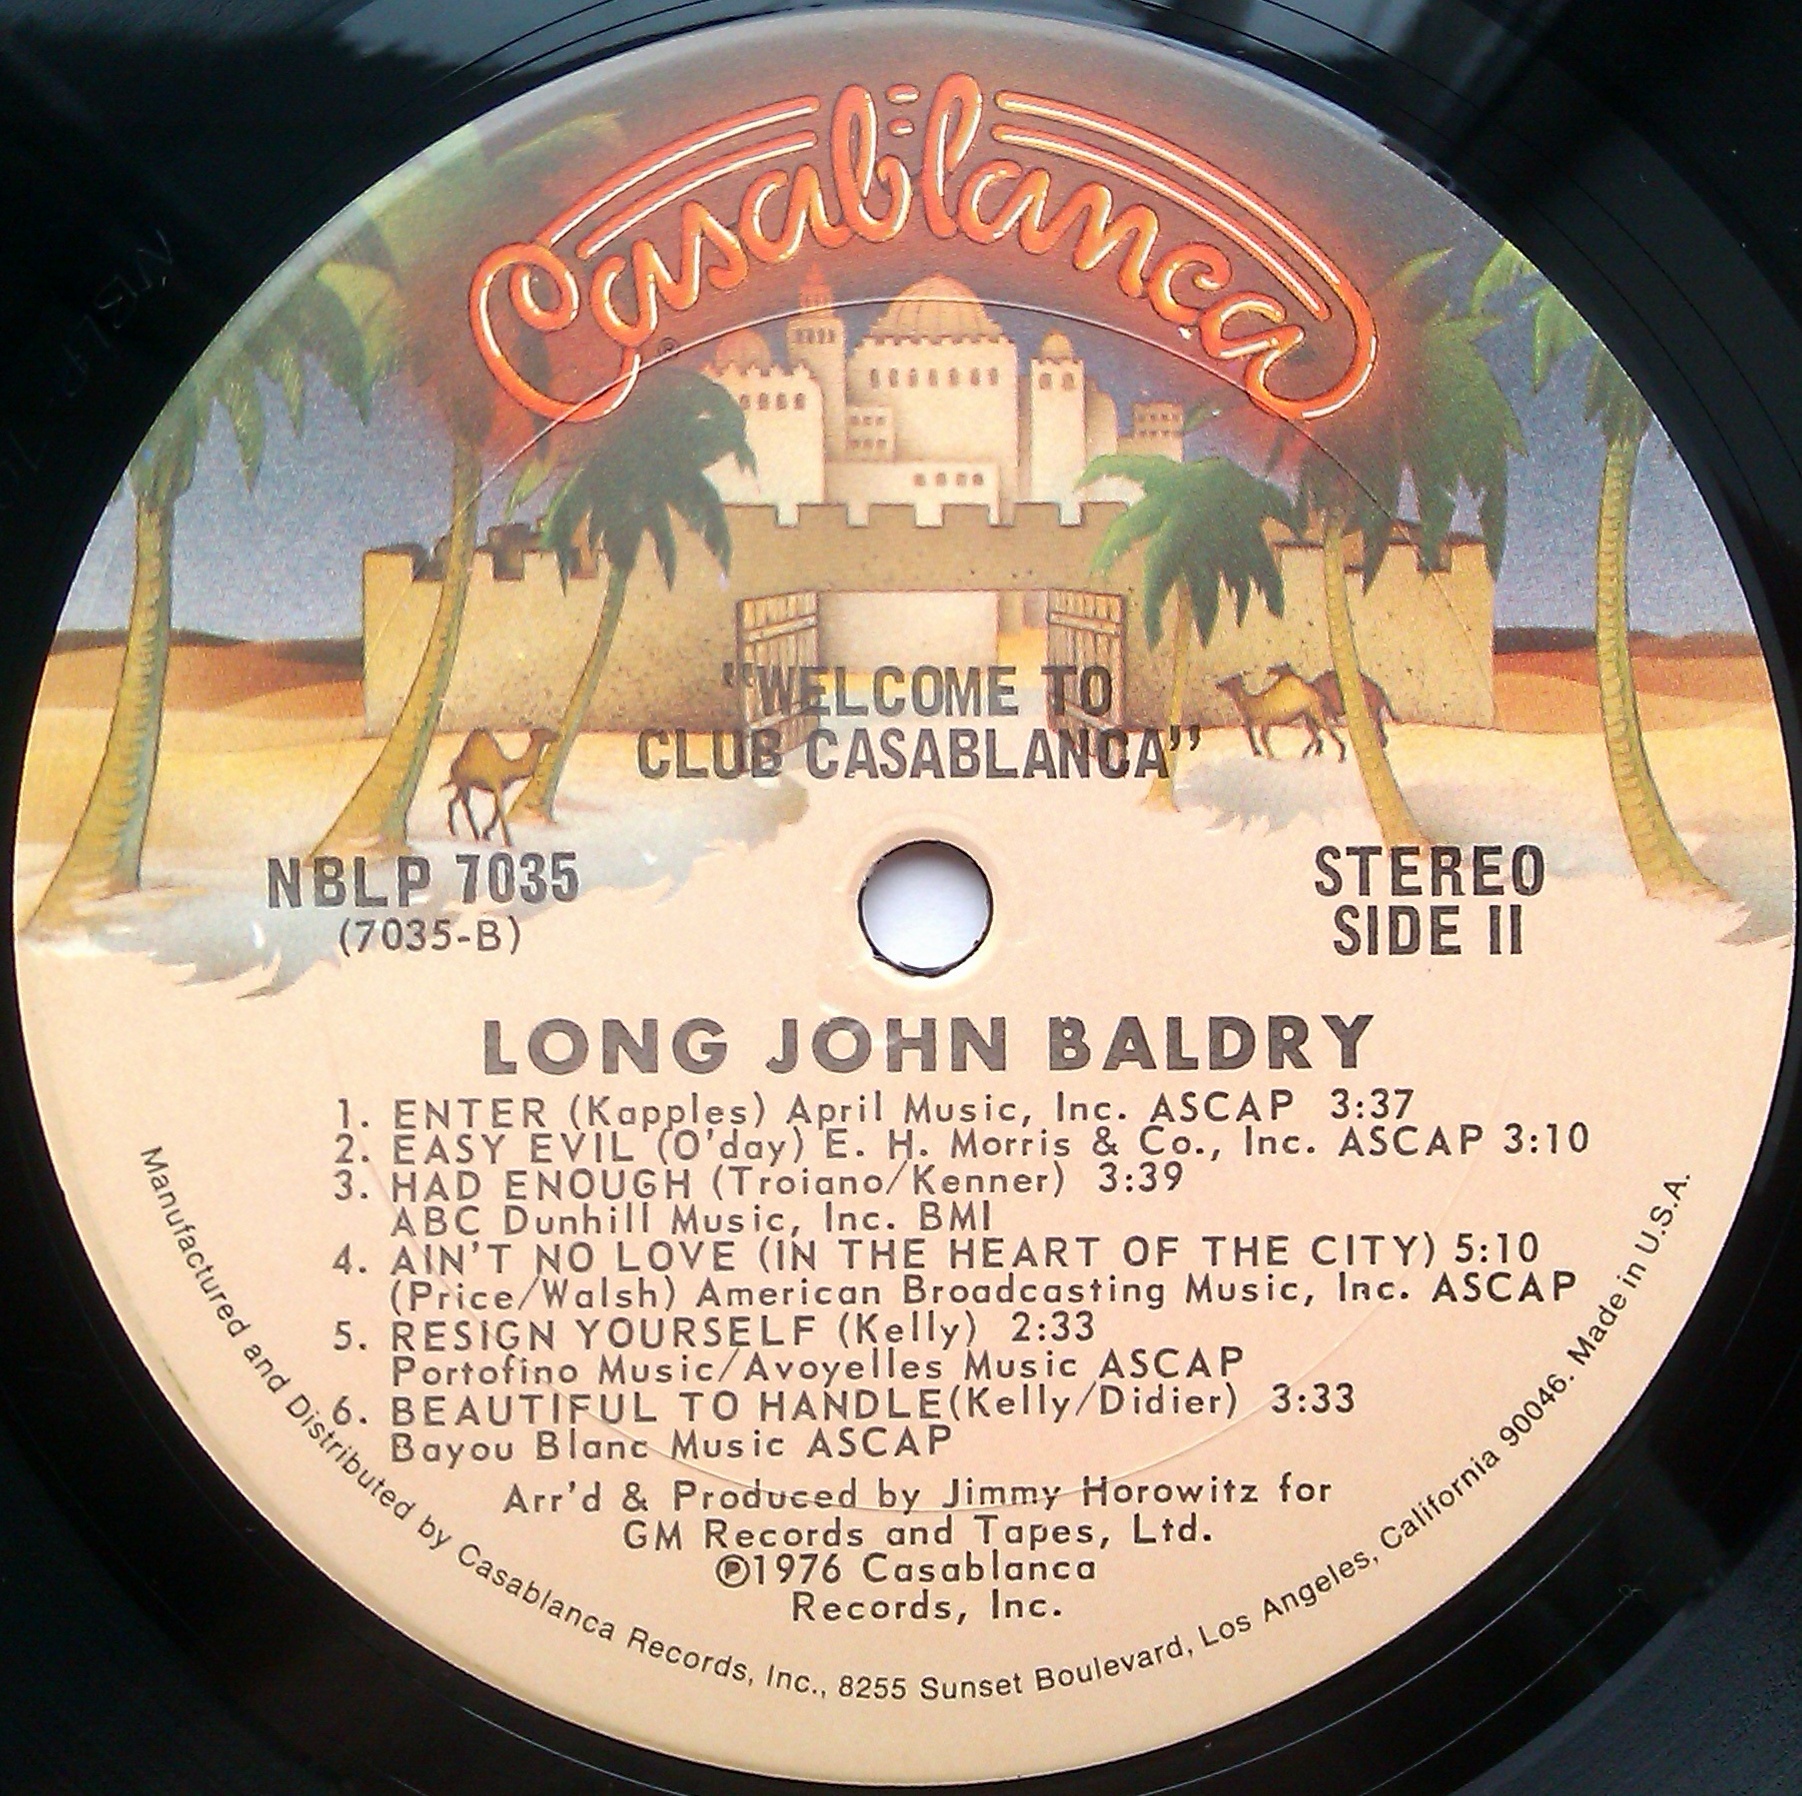 Casablanca
®
"WELCOME TO
CLUB CASABLANCA"
NBLP 7035
(7035-B)
STEREO
SIDE II
LONG JOHN BALDRY
1. ENTER (Kapples) April Music, Inc. ASCAP 3:37
2. EASY EVIL (O'day) E. H. Morris & Co., Inc. ASCAP 3:10
3. HAD ENOUGH (Troiano/Kenner) 3:39
ABC Dunhill Music, Inc. BMI
4. AIN'T NO LOVE (IN THE HEART OF THE CITY) 5:10
(Price/Walsh) American Broadcasting Music, Inc. ASCAP
5. RESIGN YOURSELF (Kelly) 2:33
Portofino Music/Avoyelles Music ASCAP
6. BEAUTIFUL TO HANDLE(Kelly/Didier) 3:33
Bayou Blanc Music ASCAP
Arr'd & Produced by Jimmy Horowitz for
GM Records and Tapes, Ltd.
℗1976 Casablanca
Records, Inc.
Manufactured and Distributed by Casablanca Records, Inc., 8255 Sunset Boulevard, Los Angeles, California 90046. Made in U.S.A.